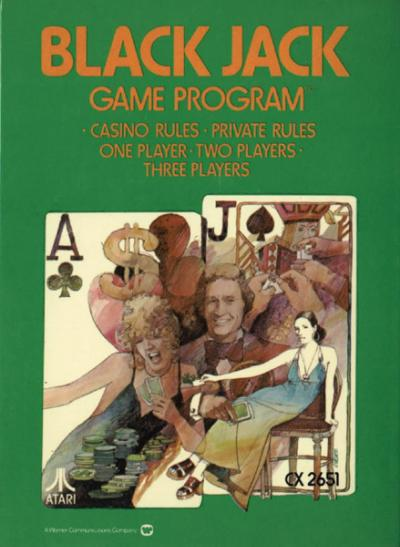 BLACK JACK
GAME PROGRAM™
· CASINO RULES · PRIVATE RULES
ONE PLAYER · TWO PLAYERS ·
THREE PLAYERS
A
J
CX 2651
ATARI
A Warner Communications Company